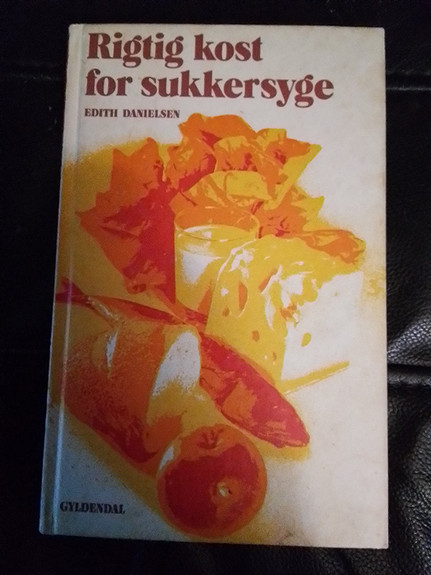 Rigtig kost
for sukkersyge
EDITH DANIELSEN
GYLDENDAL